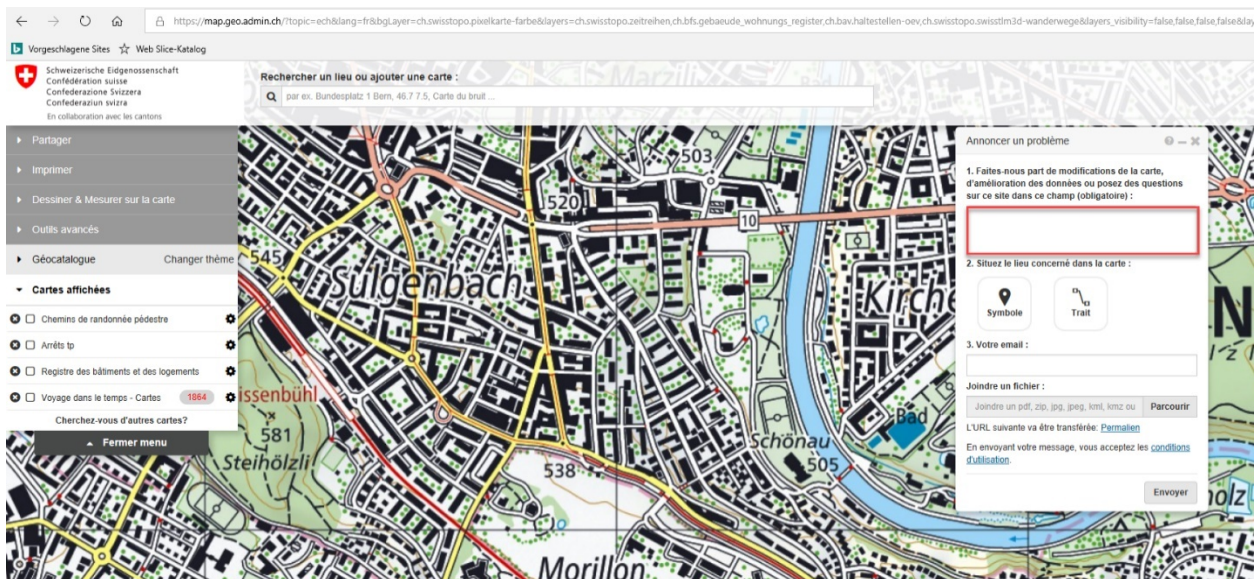 https://map.geo.admin.ch/?topic=ech&lang=fr&bgLayer=ch.swisstopo.pixelkarte-farbe&layers=ch.swisstopo.zeitreihen,ch.bfs.gebaeude_wohnungs_register,ch.bav.haltestellen-oev,ch.swisstopo.swisstlm3d-wanderwege&layers_visibility=false,false,false,false&lay
Vorgeschlagene Sites
Web Slice-Katalog
Schweizerische Eidgenossenschaft
Confédération suisse
Confederazione Svizzera
Confederaziun svizra
En collaboration avec les cantons
Rechercher un lieu ou ajouter une carte :
par ex. Bundesplatz 1 Bern, 46.7 7.5, Carte du bruit ...
Marzili
Partager
Imprimer
Dessiner & Mesurer sur la carte
Outils avancés
Géocatalogue
Changer thème
Cartes affichées
Chemins de randonnée pédestre
Arrêts tp
Registre des bâtiments et des logements
Voyage dans le temps - Cartes
1864
Cherchez-vous d'autres cartes?
Fermer menu
503
520
10
545
Sulgenbach
Kirche
issenbühl
581
Steihölzli
538
Schönau
505
Bad
Morillon
holz
Annoncer un problème
1. Faites-nous part de modifications de la carte,
d'amélioration des données ou posez des questions
sur ce site dans ce champ (obligatoire) :
2. Situez le lieu concerné dans la carte :
Symbole
Trait
3. Votre email :
Joindre un fichier :
Joindre un pdf, zip, jpg, jpeg, kml, kmz ou
Parcourir
L'URL suivante va être transférée: Permalien
En envoyant votre message, vous acceptez les conditions
d'utilisation.
Envoyer